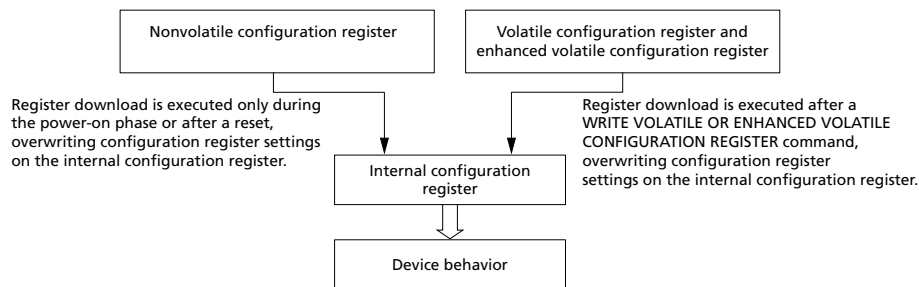 Nonvolatile configuration register
Volatile configuration register and
enhanced volatile configuration register
Register download is executed only during
the power-on phase or after a reset,
overwriting configuration register settings
on the internal configuration register.
Register download is executed after a
WRITE VOLATILE OR ENHANCED VOLATILE
CONFIGURATION REGISTER command,
overwriting configuration register
settings on the internal configuration register.
Internal configuration
register
Device behavior